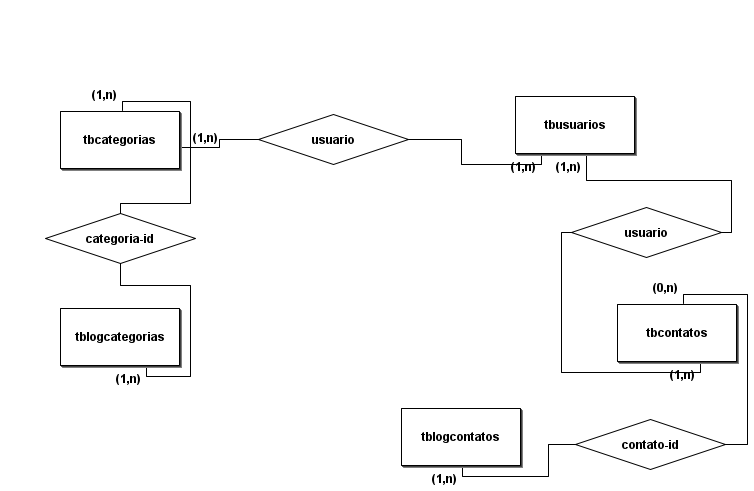 (1,n)
tbcategorias
(1,n)
usuario
tbusuarios
(1,n)
(1,n)
categoria-id
usuario
(0,n)
tblogcategorias
tbcontatos
(1,n)
(1,n)
tblogcontatos
contato-id
(1,n)